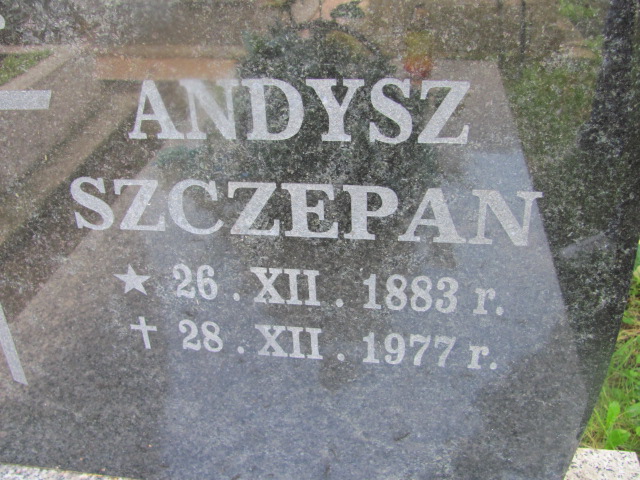 ANDYSZ
SZCZEPAN
★ 26 . XII . 1883 r.
✝ 28 . XII . 1977 r.